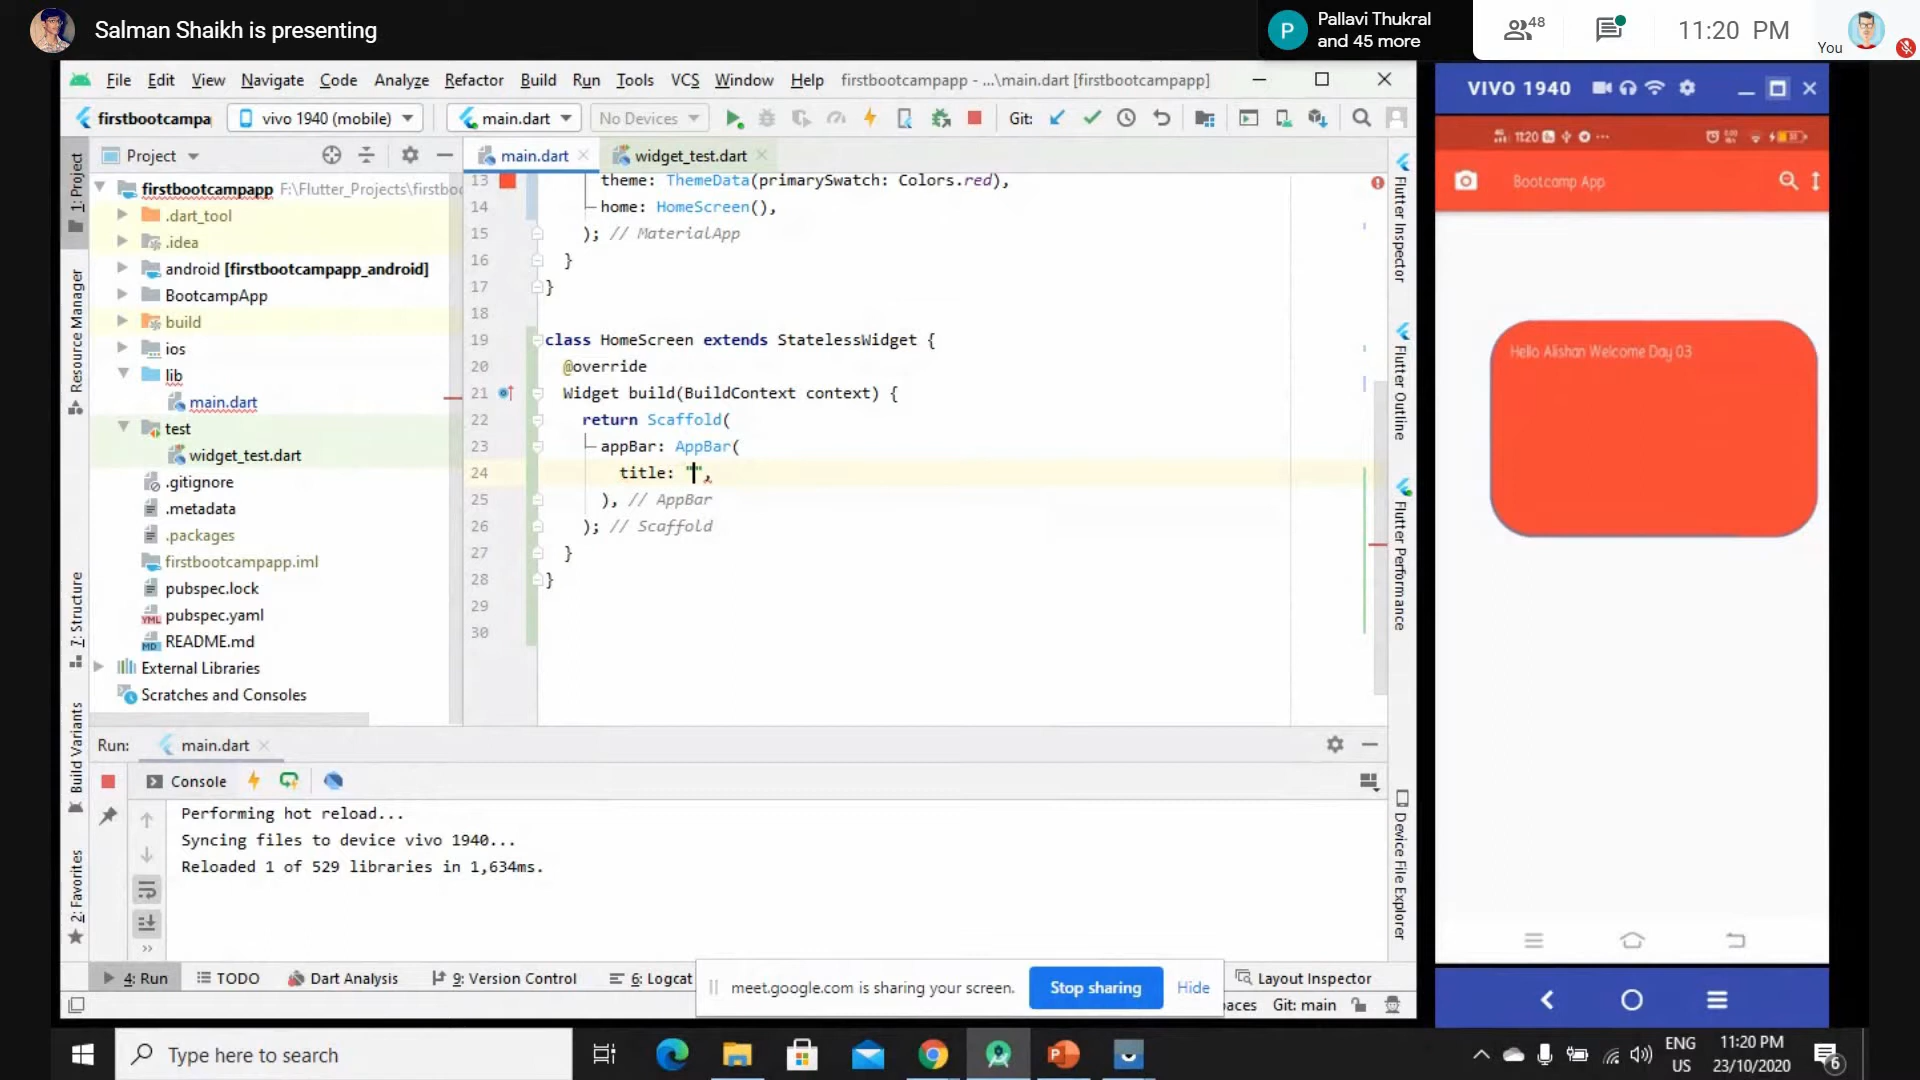 Salman Shaikh is presenting
P
Pallavi Thukral
and 45 more
48
11:20 PM
You
File Edit View Navigate Code Analyze Refactor Build Run Tools VCS Window Help firstbootcampapp - ...\main.dart [firstbootcampapp]
firstbootcampa
vivo 1940 (mobile)
main.dart
No Devices
Git:
1: Project
Resource Manager
7: Structure
Build Variants
2: Favorites
Project
firstbootcampapp F:\Flutter_Projects\firstbo
.dart_tool
.idea
android [firstbootcampapp_android]
BootcampApp
build
ios
lib
main.dart
test
widget_test.dart
.gitignore
.metadata
.packages
firstbootcampapp.iml
pubspec.lock
pubspec.yaml
README.md
External Libraries
Scratches and Consoles
main.dart
widget_test.dart
13 theme: ThemeData(primarySwatch: Colors.red),
14 home: HomeScreen(),
15 ); // MaterialApp
16 }
17 }
18
19 class HomeScreen extends StatelessWidget {
20 @override
21 Widget build(BuildContext context) {
22 return Scaffold(
23 appBar: AppBar(
24 title: "",
25 ), // AppBar
26 ); // Scaffold
27 }
28 }
29
30
Flutter Inspector
Flutter Outline
Flutter Performance
Device File Explorer
Run: main.dart
Console
Performing hot reload...
Syncing files to device vivo 1940...
Reloaded 1 of 529 libraries in 1,634ms.
4: Run TODO Dart Analysis 9: Version Control 6: Logcat
Layout Inspector
meet.google.com is sharing your screen. Stop sharing Hide
paces Git: main
VIVO 1940
11:20
Bootcamp App
Hello Alishan Welcome Day 03
Type here to search
ENG
US
11:20 PM
23/10/2020
6